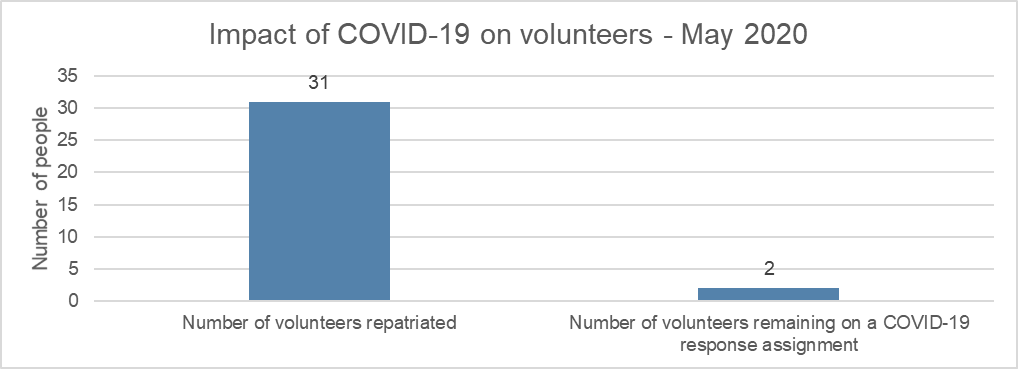 Impact of COVID-19 on volunteers - May 2020
Number of people
35
30
25
20
15
10
5
0
31
2
Number of volunteers repatriated
Number of volunteers remaining on a COVID-19
response assignment